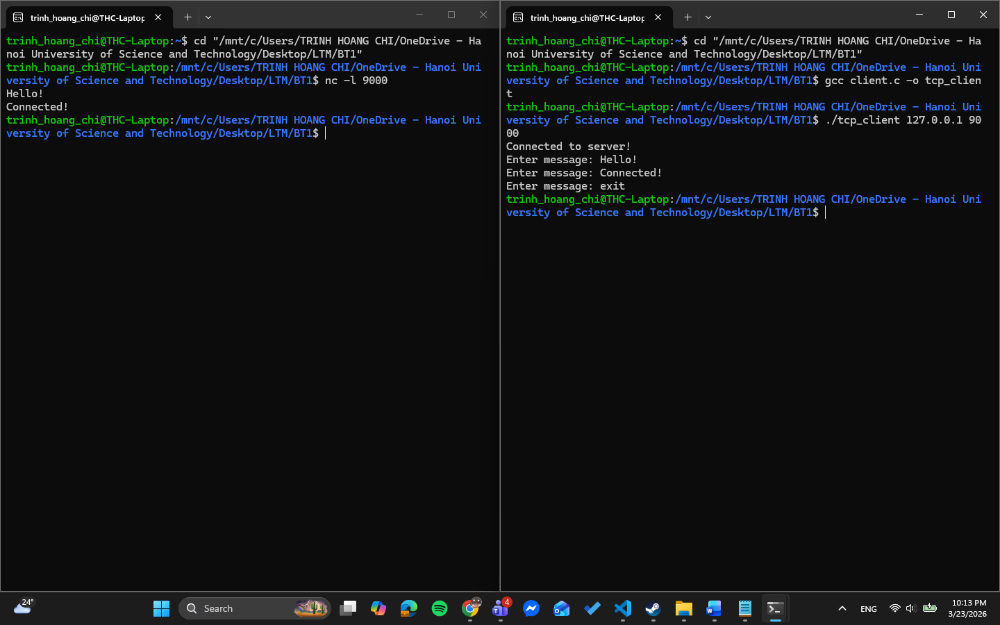 trinh_hoang_chi@THC-Laptop
trinh_hoang_chi@THC-Laptop:~$ cd "/mnt/c/Users/TRINH HOANG CHI/OneDrive - Ha
noi University of Science and Technology/Desktop/LTM/BT1"
trinh_hoang_chi@THC-Laptop:/mnt/c/Users/TRINH HOANG CHI/OneDrive - Hanoi Uni
versity of Science and Technology/Desktop/LTM/BT1$ nc -l 9000
Hello!
Connected!
trinh_hoang_chi@THC-Laptop:/mnt/c/Users/TRINH HOANG CHI/OneDrive - Hanoi Uni
versity of Science and Technology/Desktop/LTM/BT1$
trinh_hoang_chi@THC-Laptop
trinh_hoang_chi@THC-Laptop:~$ cd "/mnt/c/Users/TRINH HOANG CHI/OneDrive - Ha
noi University of Science and Technology/Desktop/LTM/BT1"
trinh_hoang_chi@THC-Laptop:/mnt/c/Users/TRINH HOANG CHI/OneDrive - Hanoi Uni
versity of Science and Technology/Desktop/LTM/BT1$ gcc client.c -o tcp_clien
t
trinh_hoang_chi@THC-Laptop:/mnt/c/Users/TRINH HOANG CHI/OneDrive - Hanoi Uni
versity of Science and Technology/Desktop/LTM/BT1$ ./tcp_client 127.0.0.1 90
00
Connected to server!
Enter message: Hello!
Enter message: Connected!
Enter message: exit
trinh_hoang_chi@THC-Laptop:/mnt/c/Users/TRINH HOANG CHI/OneDrive - Hanoi Uni
versity of Science and Technology/Desktop/LTM/BT1$
24°
Search
4
ENG
10:13 PM
3/23/2026